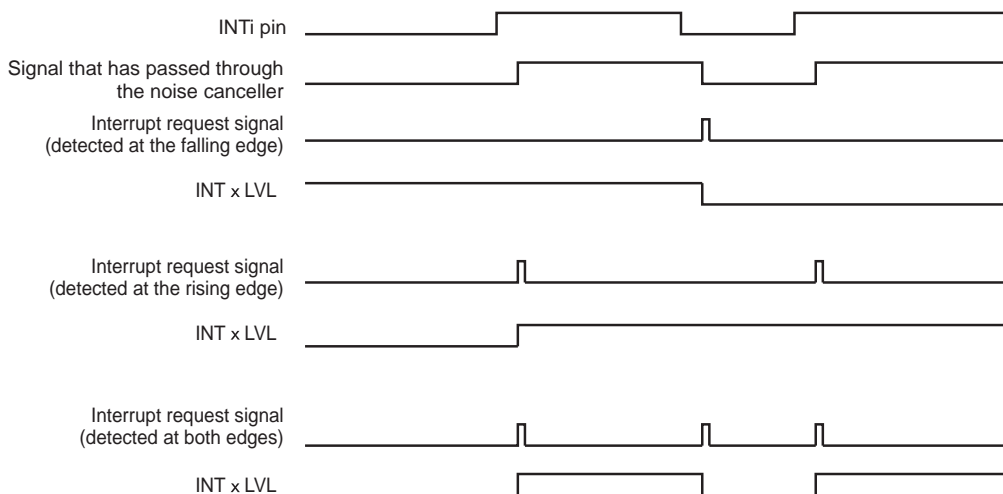 INTi pin
Signal that has passed through
the noise canceller
Interrupt request signal
(detected at the falling edge)
INT x LVL
Interrupt request signal
(detected at the rising edge)
INT x LVL
Interrupt request signal
(detected at both edges)
INT x LVL